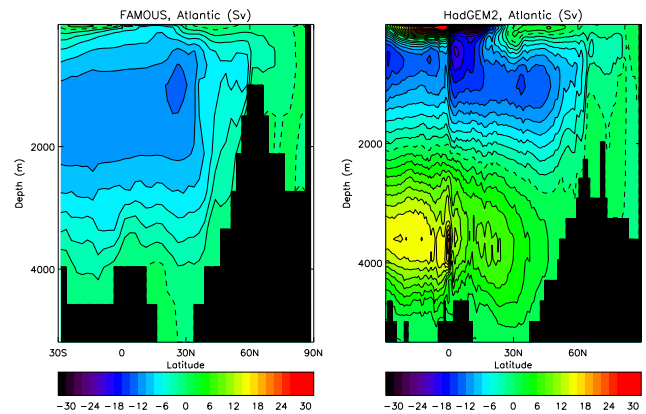 FAMOUS, Atlantic (Sv)
HadGEM2, Atlantic (Sv)
Depth (m)
2000
4000
30S 0 30N 60N 90N
Latitude
Depth (m)
2000
4000
0 30N 60N
Latitude
−30 −24 −18 −12 −6 0 6 12 18 24 30
−30 −24 −18 −12 −6 0 6 12 18 24 30